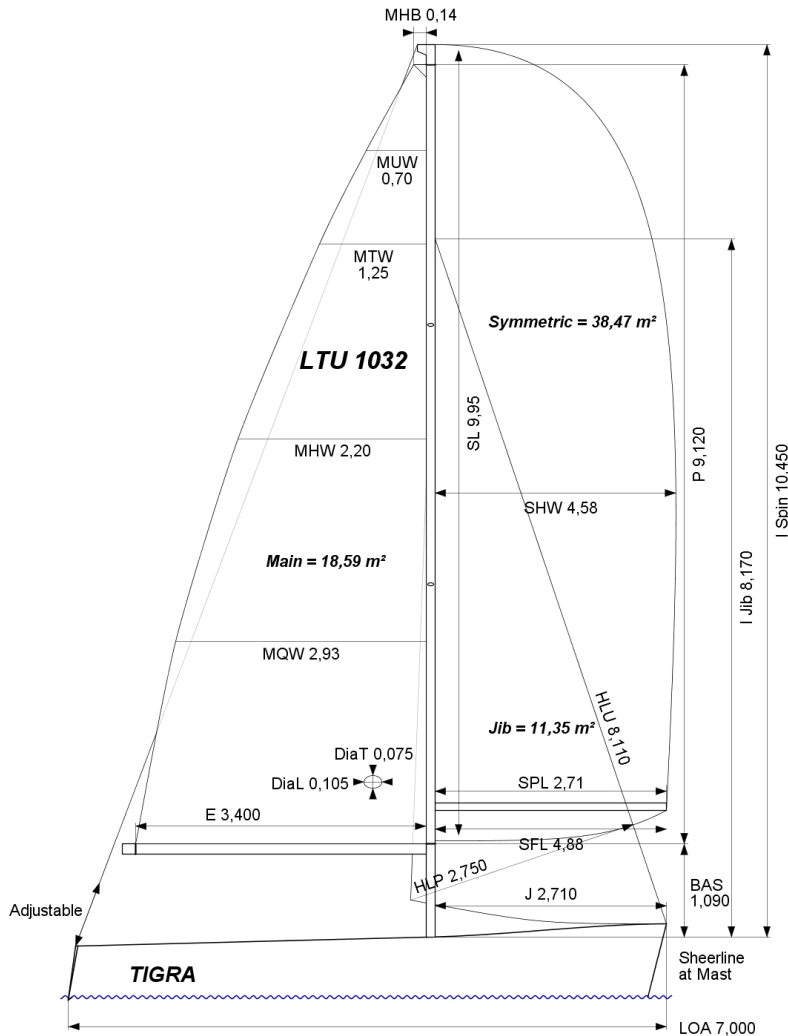 MHB 0,14
MUW
0,70
MTW
1,25
Symmetric = 38,47 m²
LTU 1032
SL 9,95
P 9,120
I Spin 10.450
MHW 2,20
SHW 4,58
Main = 18,59 m²
I Jib 8,170
MQW 2,93
HLU 8,110
Jib = 11,35 m²
DiaT 0,075
DiaL 0,105
SPL 2,71
E 3,400
SFL 4,88
HLP 2,750
BAS
1,090
J 2,710
Adjustable
Sheerline
at Mast
TIGRA
LOA 7,000